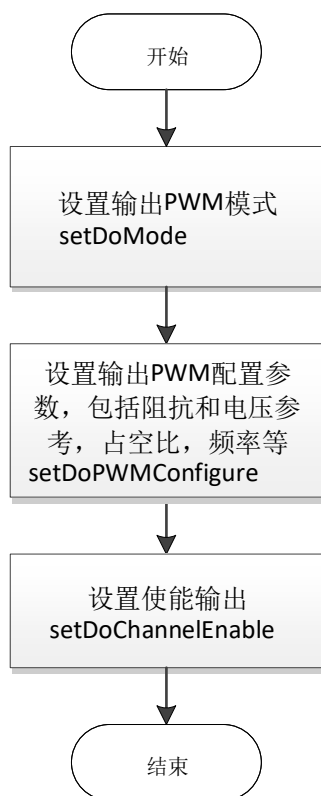 开始
设置输出PWM模式
setDoMode
设置输出PWM配置参
数，包括阻抗和电压参
考，占空比，频率等
setDoPWMConfigure
设置使能输出
setDoChannelEnable
结束